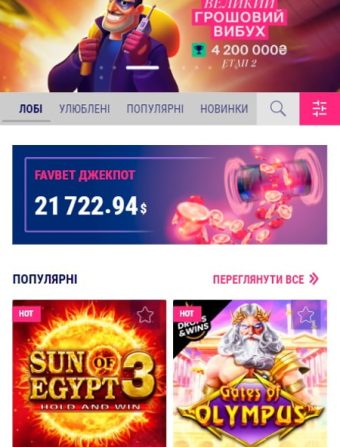 ВЕЛИКИЙ
ГРОШОВИЙ
ВИБУХ
4 200 000₴
ЕТАП 2
ЛОБІ УЛЮБЛЕНІ ПОПУЛЯРНІ НОВИНКИ
FAVBET ДЖЕКПОТ
21 722.94 $
ПОПУЛЯРНІ ПЕРЕГЛЯНУТИ ВСЕ
HOT
SUN OF
EGYPT 3
HOLD AND WIN
HOT
DROPS
&WINS
Gates of
OLYMPUS